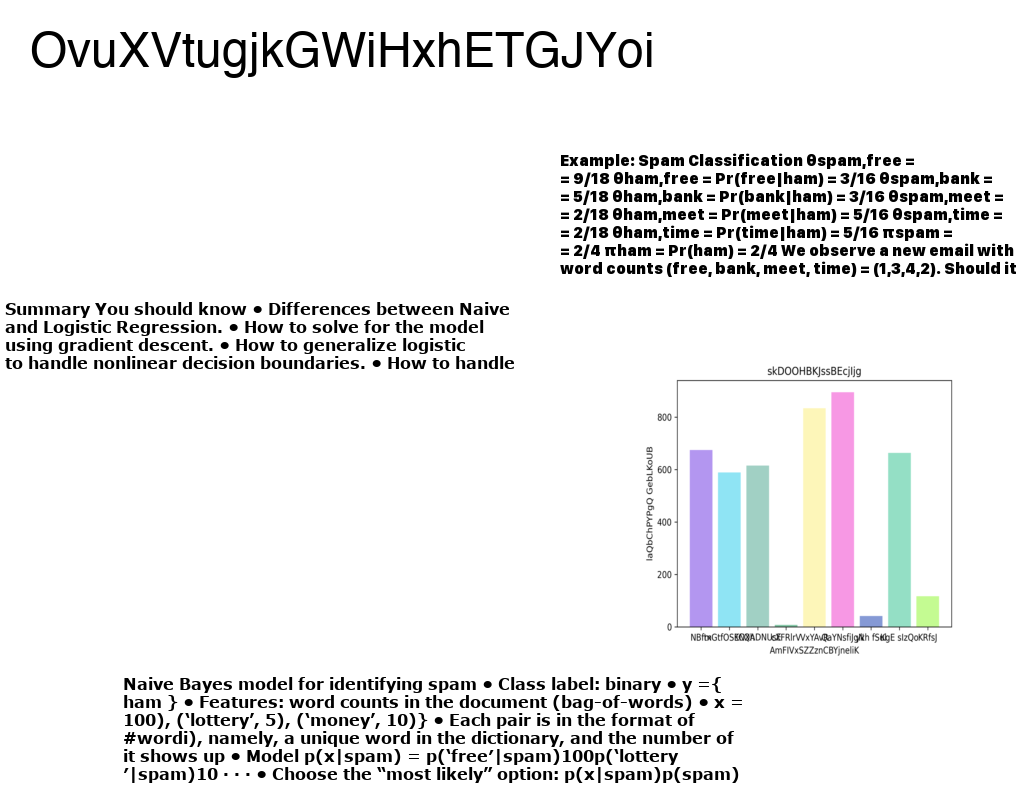 OvuXVtugjkGWiHxhETGJYoi
Example: Spam Classification θspam,free =
= 9/18 θham,free = Pr(free|ham) = 3/16 θspam,bank =
= 5/18 θham,bank = Pr(bank|ham) = 3/16 θspam,meet =
= 2/18 θham,meet = Pr(meet|ham) = 5/16 θspam,time =
= 2/18 θham,time = Pr(time|ham) = 5/16 πspam =
= 2/4 πham = Pr(ham) = 2/4 We observe a new email with
word counts (free, bank, meet, time) = (1,3,4,2). Should it
Summary You should know • Differences between Naive
and Logistic Regression. • How to solve for the model
using gradient descent. • How to generalize logistic
to handle nonlinear decision boundaries. • How to handle
skDOOHBKJssBEcjljg
IaQbChPYPgQ GebLKoUB
800
600
400
200
0
sIzQoKRfsJ
AmFIVxSZZznCBYjneliK
Naive Bayes model for identifying spam • Class label: binary • y ={
ham } • Features: word counts in the document (bag-of-words) • x =
100), (‘lottery’, 5), (‘money’, 10)} • Each pair is in the format of
#wordi), namely, a unique word in the dictionary, and the number of
it shows up • Model p(x|spam) = p(‘free’|spam)100p(‘lottery
’|spam)10 · · · • Choose the “most likely” option: p(x|spam)p(spam)